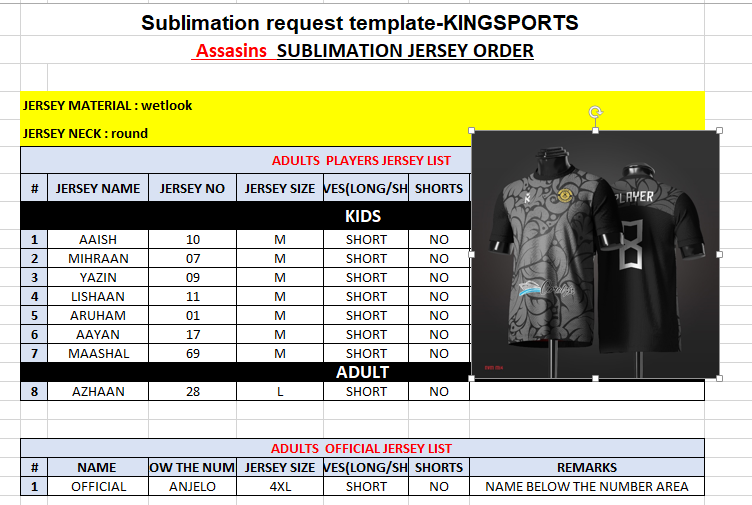 Sublimation request template-KINGSPORTS
Assasins SUBLIMATION JERSEY ORDER
JERSEY MATERIAL : wetlook
JERSEY NECK : round
ADULTS PLAYERS JERSEY LIST
# JERSEY NAME JERSEY NO JERSEY SIZE VES(LONG/SH SHORTS
KIDS
1 AAISH 10 M SHORT NO
2 MIHRAAN 07 M SHORT NO
3 YAZIN 09 M SHORT NO
4 LISHAAN 11 M SHORT NO
5 ARUHAM 01 M SHORT NO
6 AAYAN 17 M SHORT NO
7 MAASHAL 69 M SHORT NO
ADULT
8 AZHAAN 28 L SHORT NO
PLAYER
8
ADULTS OFFICIAL JERSEY LIST
# NAME OW THE NUM JERSEY SIZE VES(LONG/SH SHORTS REMARKS
1 OFFICIAL ANJELO 4XL SHORT NO NAME BELOW THE NUMBER AREA